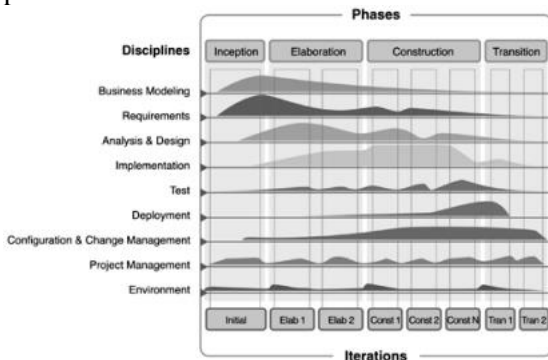 Phases
Disciplines Inception Elaboration Construction Transition
Business Modeling
Requirements
Analysis & Design
Implementation
Test
Deployment
Configuration & Change Management
Project Management
Environment
Initial Elab 1 Elab 2 Const 1 Const 2 Const N Tran 1 Tran 2
Iterations